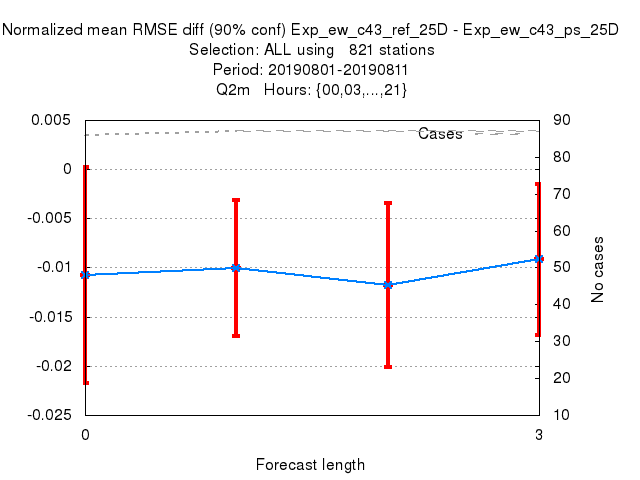 Normalized mean RMSE diff (90% conf) Exp_ew_c43_ref_25D - Exp_ew_c43_ps_25D
Selection: ALL using   821 stations
Period: 20190801-20190811
Q2m   Hours: {00,03,...,21}
0.005
0
-0.005
-0.01
-0.015
-0.02
-0.025
Cases
90
80
70
60
50
40
30
20
10
No cases
0
3
Forecast length